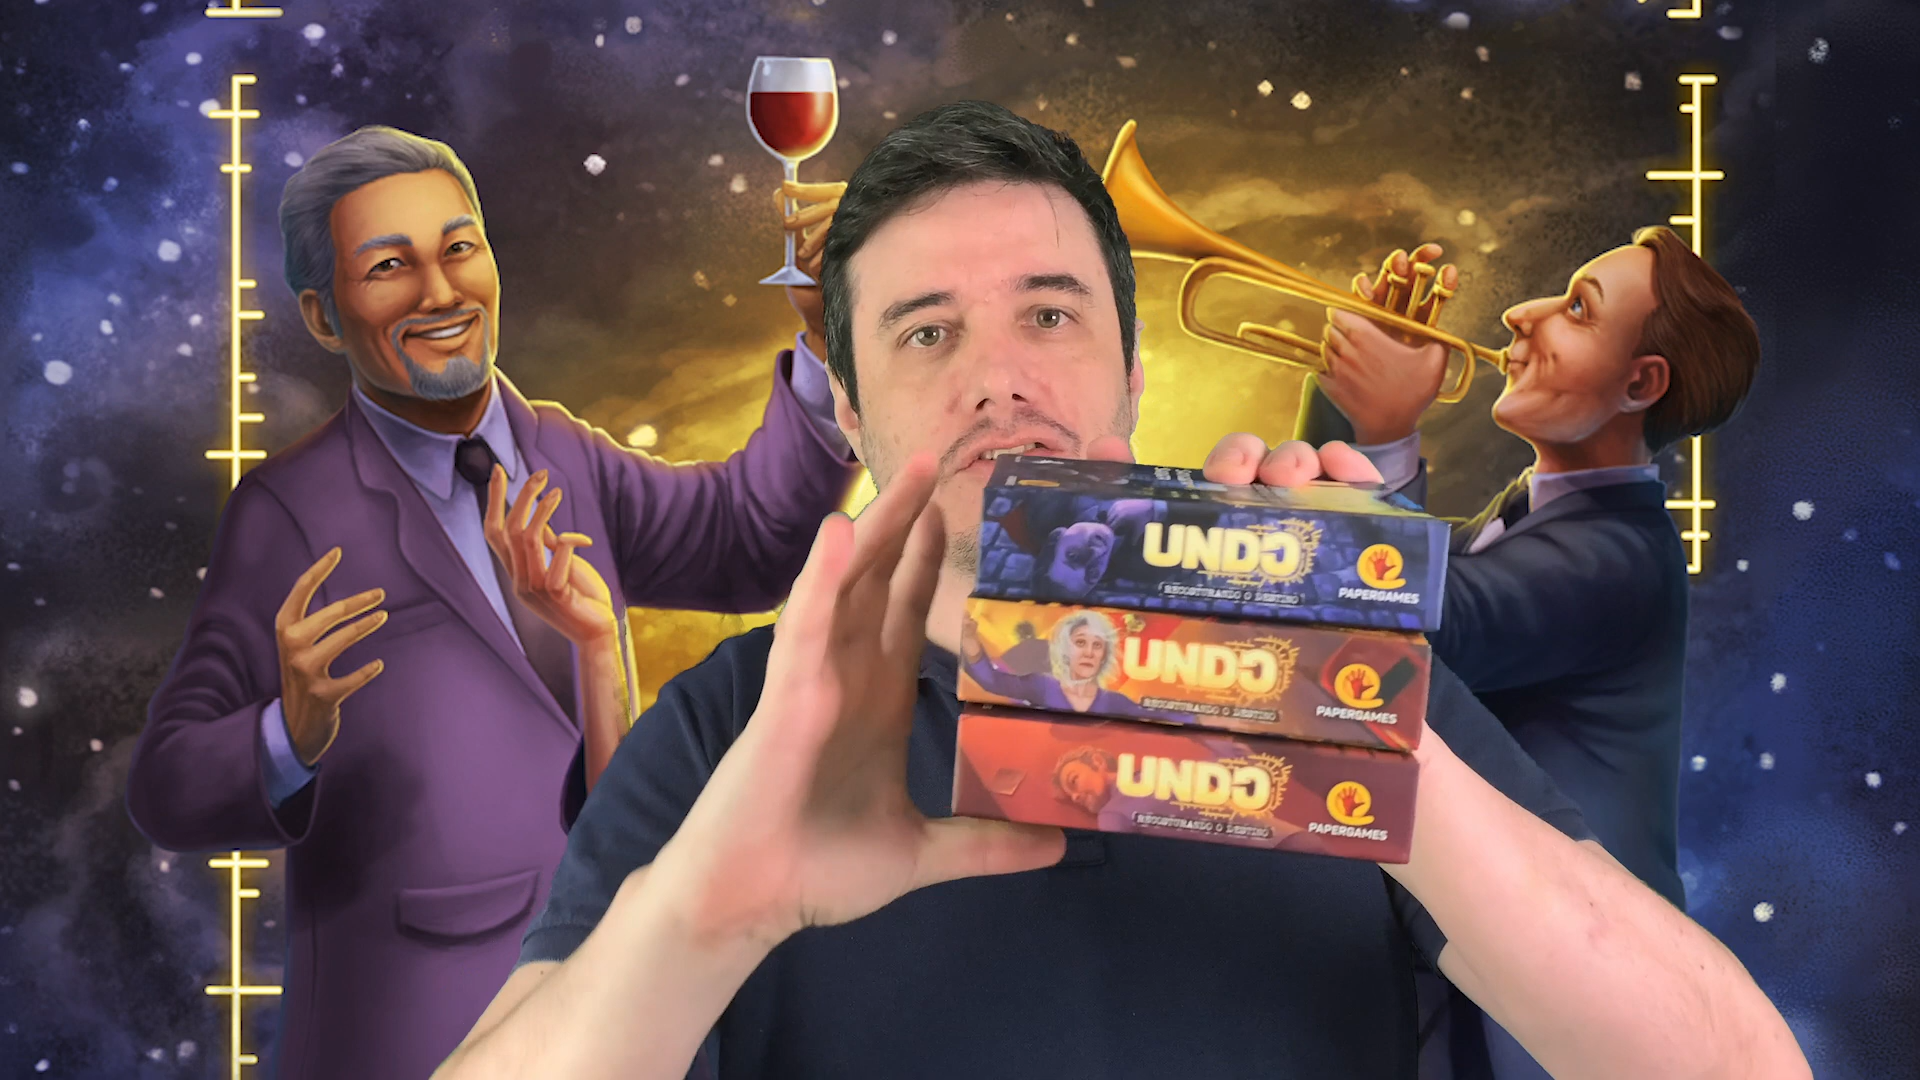 UNDO
RECOSTURANDO O DESTINO
PAPERGAMES
UNDO
RECOSTURANDO O DESTINO
PAPERGAMES
UNDO
RECOSTURANDO O DESTINO
PAPERGAMES